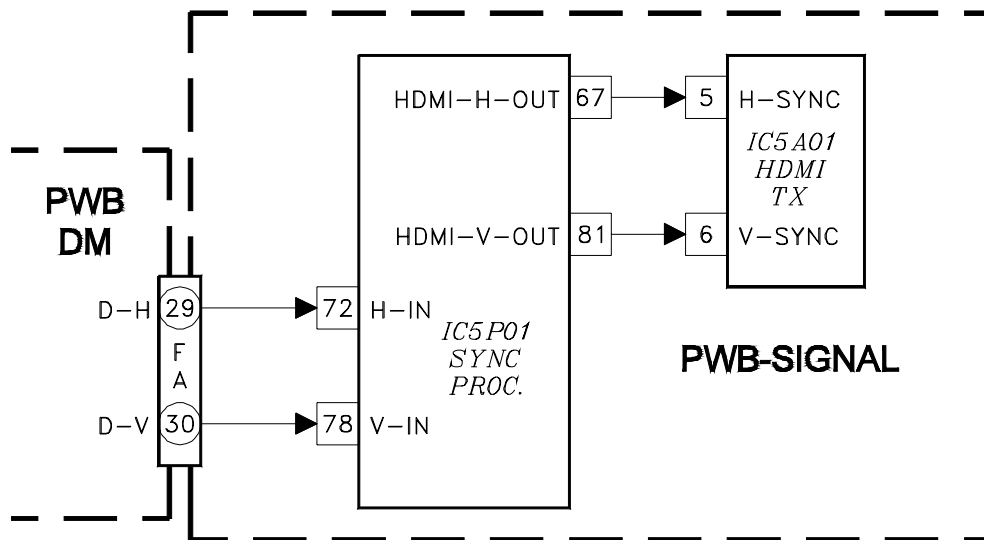 HDMI-H-OUT 67 5 H-SYNC
IC5A01
HDMI
TX
HDMI-V-OUT 81 6 V-SYNC
PWB
DM
D-H 29 72 H-IN
F
A
D-V 30 78 V-IN
IC5P01
SYNC
PROC.
PWB-SIGNAL